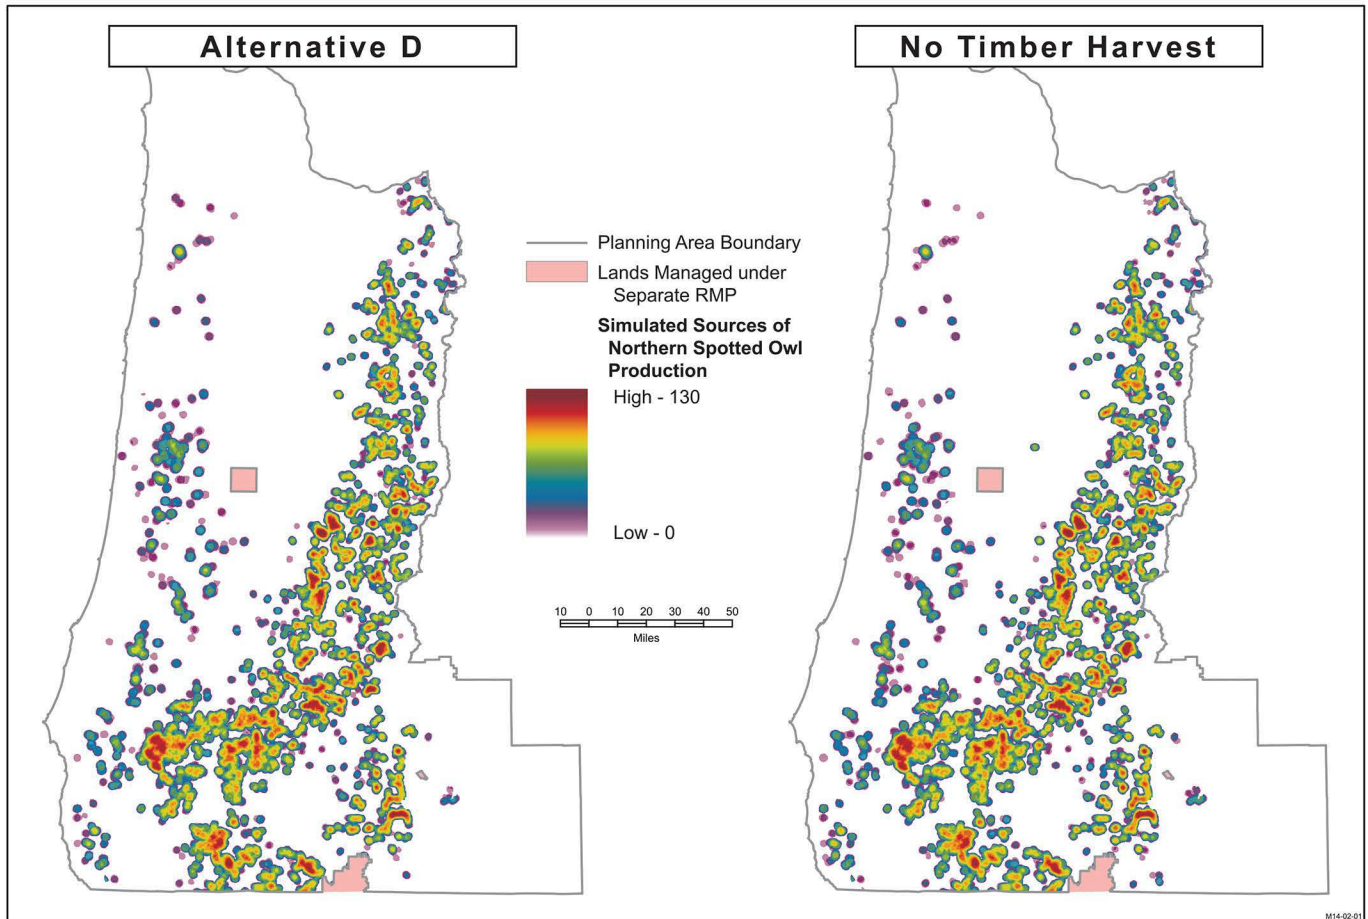 Alternative D
No Timber Harvest
Planning Area Boundary
Lands Managed under
Separate RMP
Simulated Sources of
Northern Spotted Owl
Production
High - 130
Low - 0
10 0 10 20 30 40 50
Miles
M14-02-01